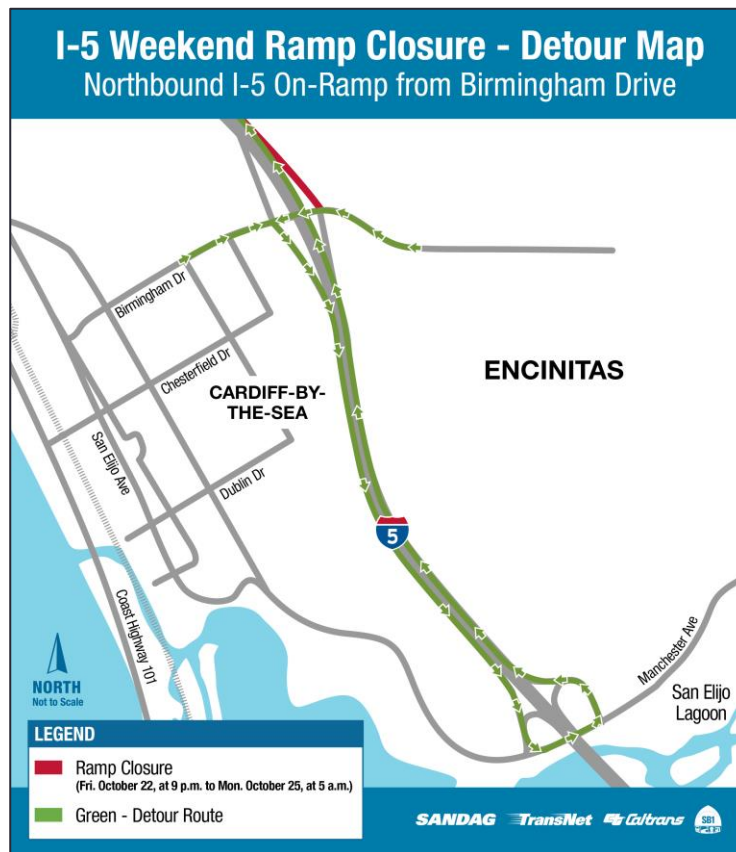 I-5 Weekend Ramp Closure - Detour Map
Northbound I-5 On-Ramp from Birmingham Drive
Birmingham Dr
Chesterfield Dr
CARDIFF-BY-
THE-SEA
ENCINITAS
San Elijo Ave
Dublin Dr
5
Coast Highway 101
Manchester Ave
San Elijo
Lagoon
NORTH
Not to Scale
LEGEND
Ramp Closure
(Fri. October 22, at 9 p.m. to Mon. October 25, at 5 a.m.)
Green - Detour Route
SANDAG TransNet Caltrans SB1